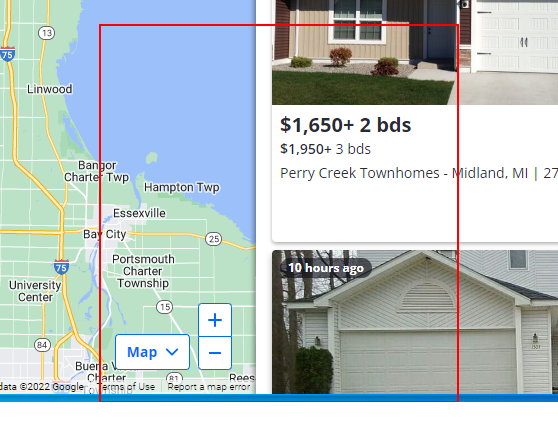 13
75
Linwood
Bangor
Charter Twp
Hampton Twp
Essexville
Bay City
25
75
Portsmouth
Charter
Township
University
Center
15
84
Map
+
−
Buena V
Charter
Township
81
Rees
data ©2022 Google
Terms of Use
Report a map error
$1,650+ 2 bds
$1,950+ 3 bds
Perry Creek Townhomes - Midland, MI | 27
10 hours ago